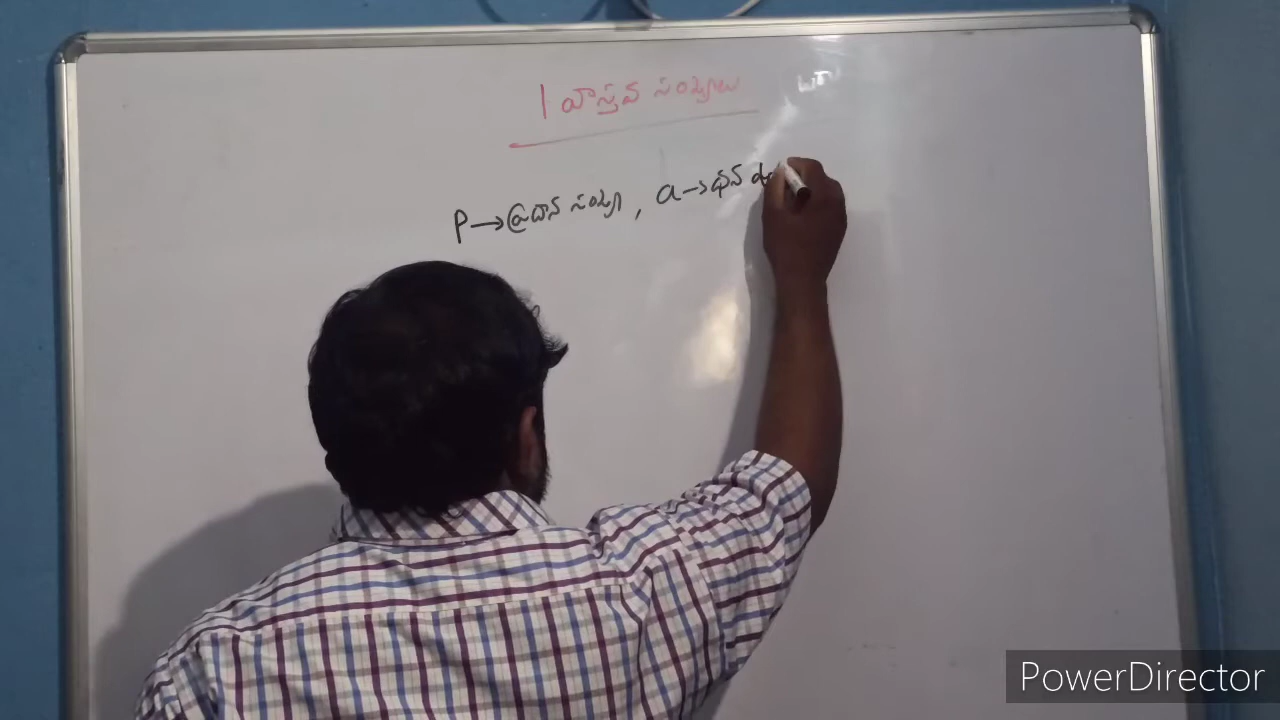 1 వాస్తవ సంఖ్యలు
P → ప్రధాన సంఖ్య, a → ధన
PowerDirector